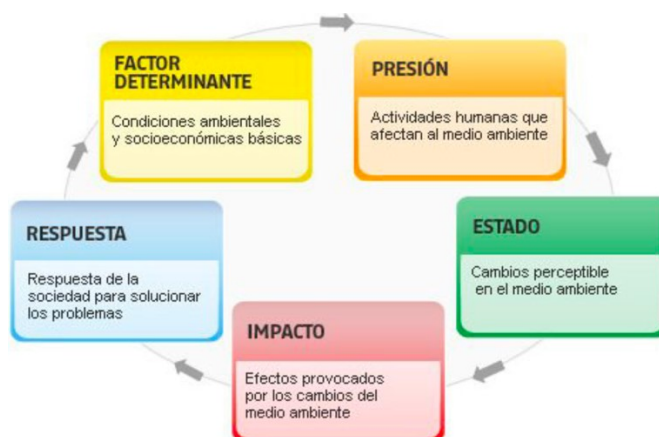 FACTOR
DETERMINANTE
Condiciones ambientales
y socioeconómicas básicas
PRESIÓN
Actividades humanas que
afectan al medio ambiente
ESTADO
Cambios perceptible
en el medio ambiente
IMPACTO
Efectos provocados
por los cambios del
medio ambiente
RESPUESTA
Respuesta de la
sociedad para solucionar
los problemas